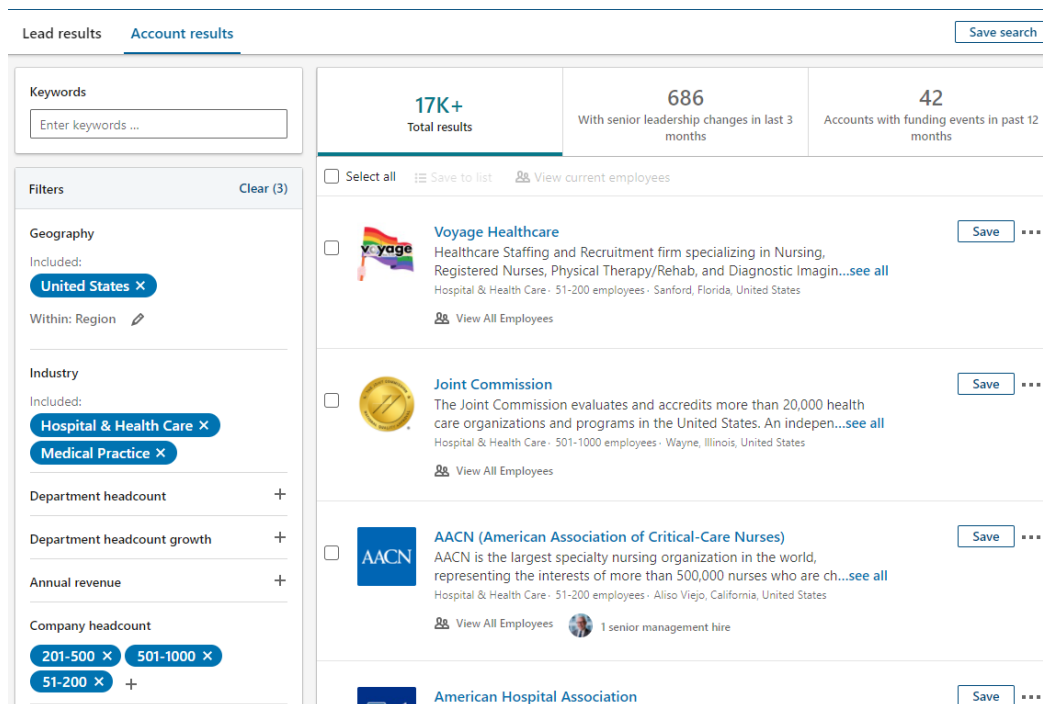 Lead results
Account results
Save search
Keywords
Enter keywords ...
Filters
Clear (3)
Geography
Included:
United States ×
Within: Region
Industry
Included:
Hospital & Health Care ×
Medical Practice ×
Department headcount +
Department headcount growth +
Annual revenue +
Company headcount
201-500 × 501-1000 ×
51-200 × +
17K+
Total results
686
With senior leadership changes in last 3
months
42
Accounts with funding events in past 12
months
Select all
Save to list
View current employees
voyage
Voyage Healthcare
Healthcare Staffing and Recruitment firm specializing in Nursing,
Registered Nurses, Physical Therapy/Rehab, and Diagnostic Imagin...see all
Hospital & Health Care · 51-200 employees · Sanford, Florida, United States
View All Employees
Save
Joint Commission
The Joint Commission evaluates and accredits more than 20,000 health
care organizations and programs in the United States. An indepen...see all
Hospital & Health Care · 501-1000 employees · Wayne, Illinois, United States
View All Employees
Save
AACN
AACN (American Association of Critical-Care Nurses)
AACN is the largest specialty nursing organization in the world,
representing the interests of more than 500,000 nurses who are ch...see all
Hospital & Health Care · 51-200 employees · Aliso Viejo, California, United States
View All Employees
1 senior management hire
Save
American Hospital Association
Save